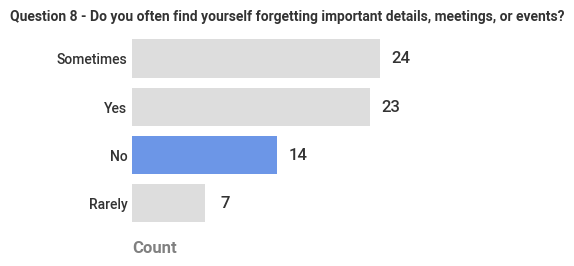 Question 8 - Do you often find yourself forgetting important details, meetings, or events?
Sometimes 24
Yes 23
No 14
Rarely 7
Count